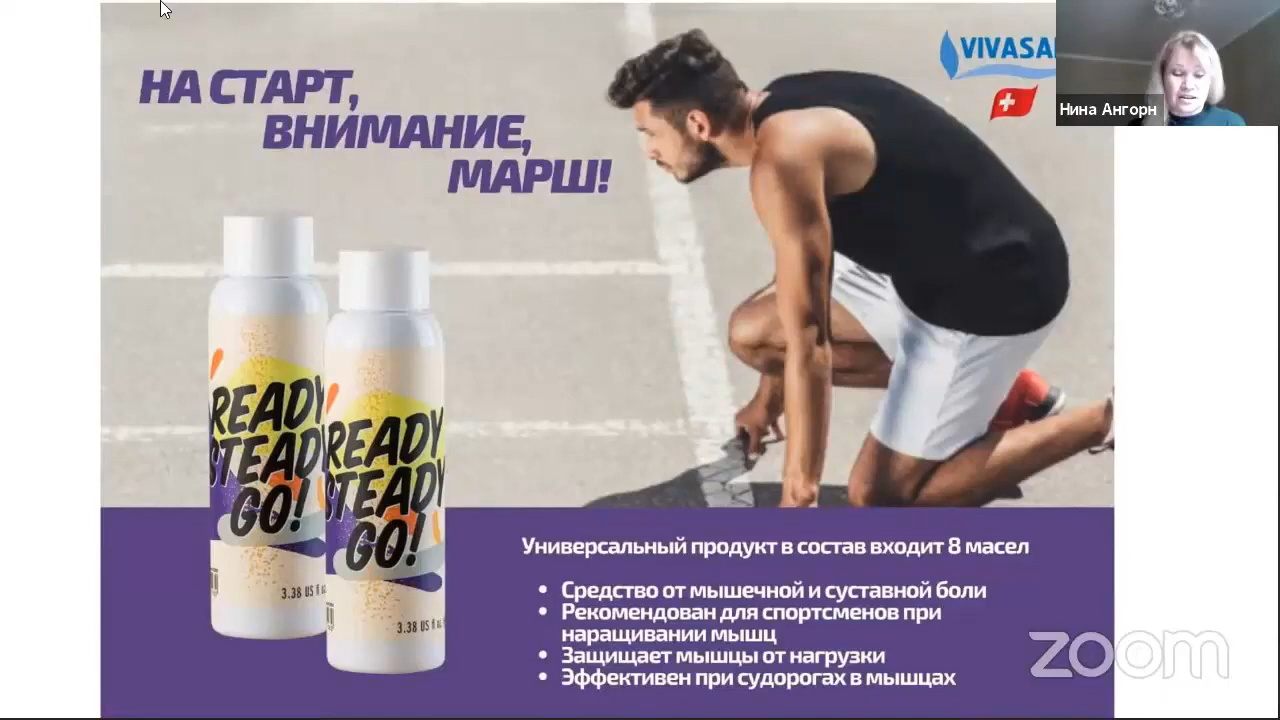 НА СТАРТ,
ВНИМАНИЕ,
МАРШ!
VIVASA
Нина Ангорн
READY
STEADY
GO!
3.38 US fl
READY
STEADY
GO!
3.38 US fl oz
Универсальный продукт в состав входит 8 масел
• Средство от мышечной и суставной боли
• Рекомендован для спортсменов при
наращивании мышц
• Защищает мышцы от нагрузки
• Эффективен при судорогах в мышцах
zoom